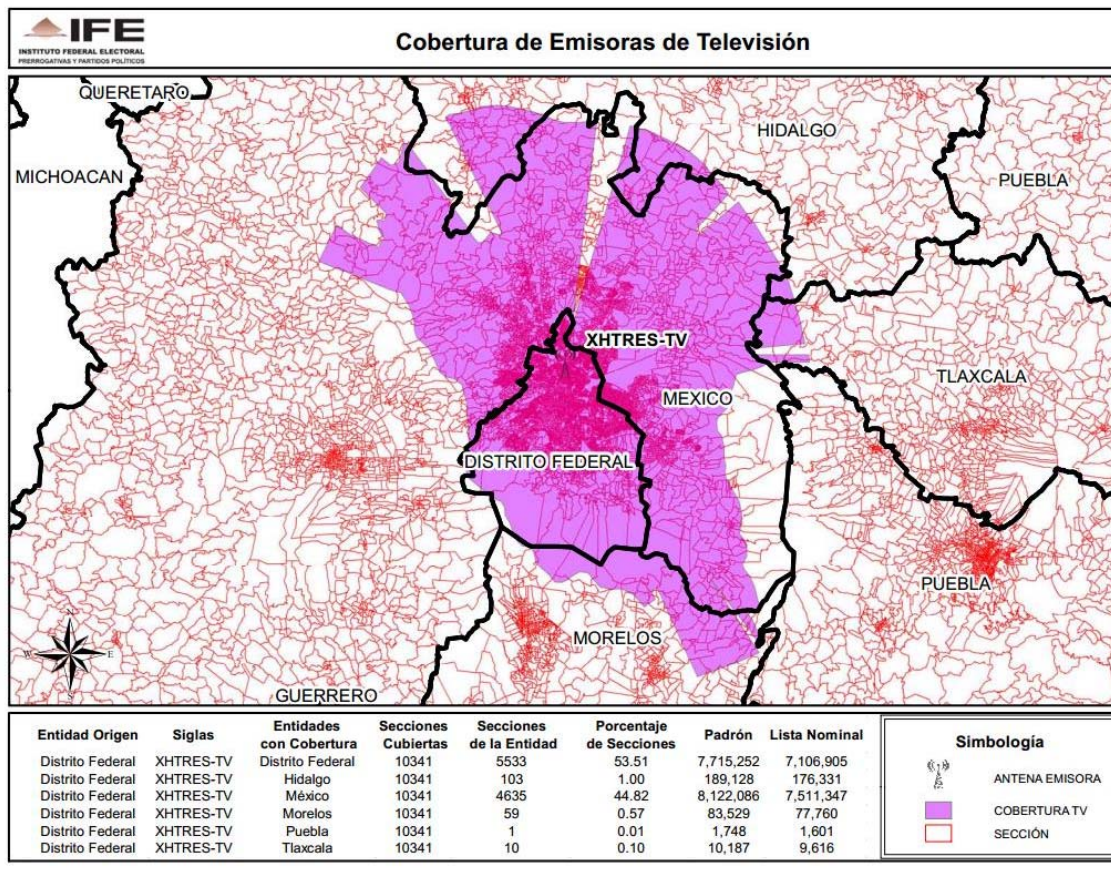 IFE
INSTITUTO FEDERAL ELECTORAL
PRERROGATIVAS Y PARTIDOS POLÍTICOS
Cobertura de Emisoras de Televisión
QUERETARO
HIDALGO
MICHOACAN
PUEBLA
XHTRES-TV
TLAXCALA
MEXICO
DISTRITO FEDERAL
PUEBLA
MORELOS
GUERRERO
N
W E
S
Entidad Origen Siglas Entidades con Cobertura Secciones Cubiertas Secciones de la Entidad Porcentaje de Secciones Padrón Lista Nominal
Distrito Federal XHTRES-TV Distrito Federal 10341 5533 53.51 7,715,252 7,106,905
Distrito Federal XHTRES-TV Hidalgo 10341 103 1.00 189,128 176,331
Distrito Federal XHTRES-TV México 10341 4635 44.82 8,122,086 7,511,347
Distrito Federal XHTRES-TV Morelos 10341 59 0.57 83,529 77,760
Distrito Federal XHTRES-TV Puebla 10341 1 0.01 1,748 1,601
Distrito Federal XHTRES-TV Tlaxcala 10341 10 0.10 10,187 9,616
Simbología
ANTENA EMISORA
COBERTURA TV
SECCIÓN